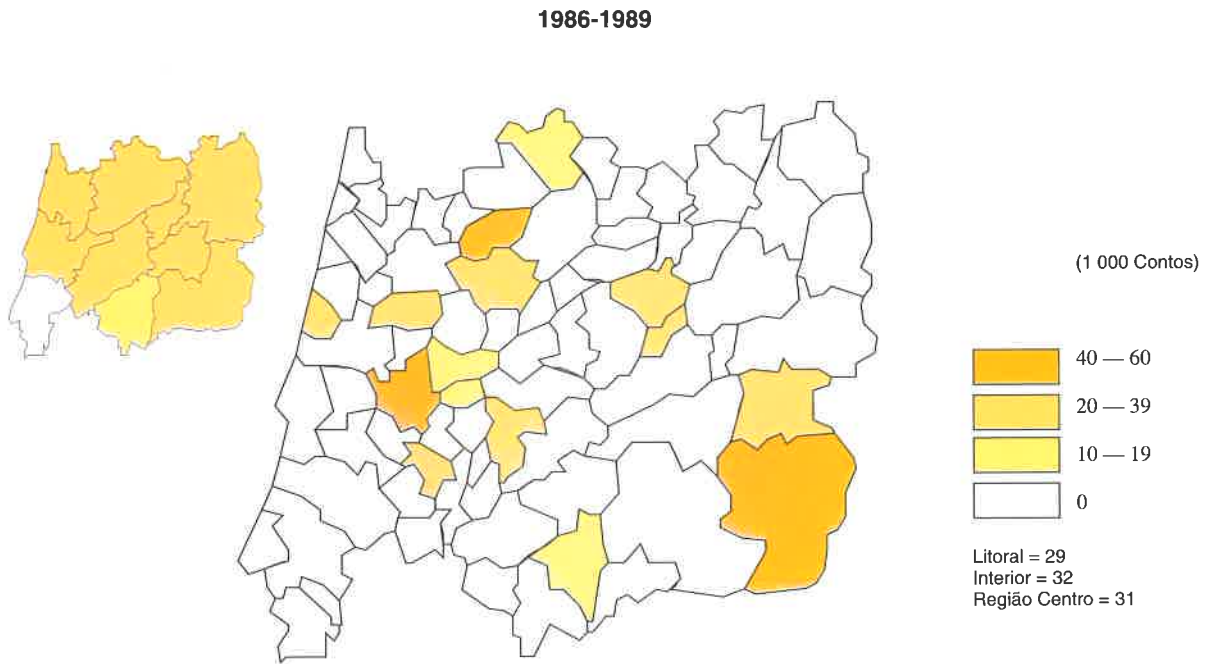 1986-1989
(1 000 Contos)
40 — 60
20 — 39
10 — 19
0
Litoral = 29
Interior = 32
Região Centro = 31